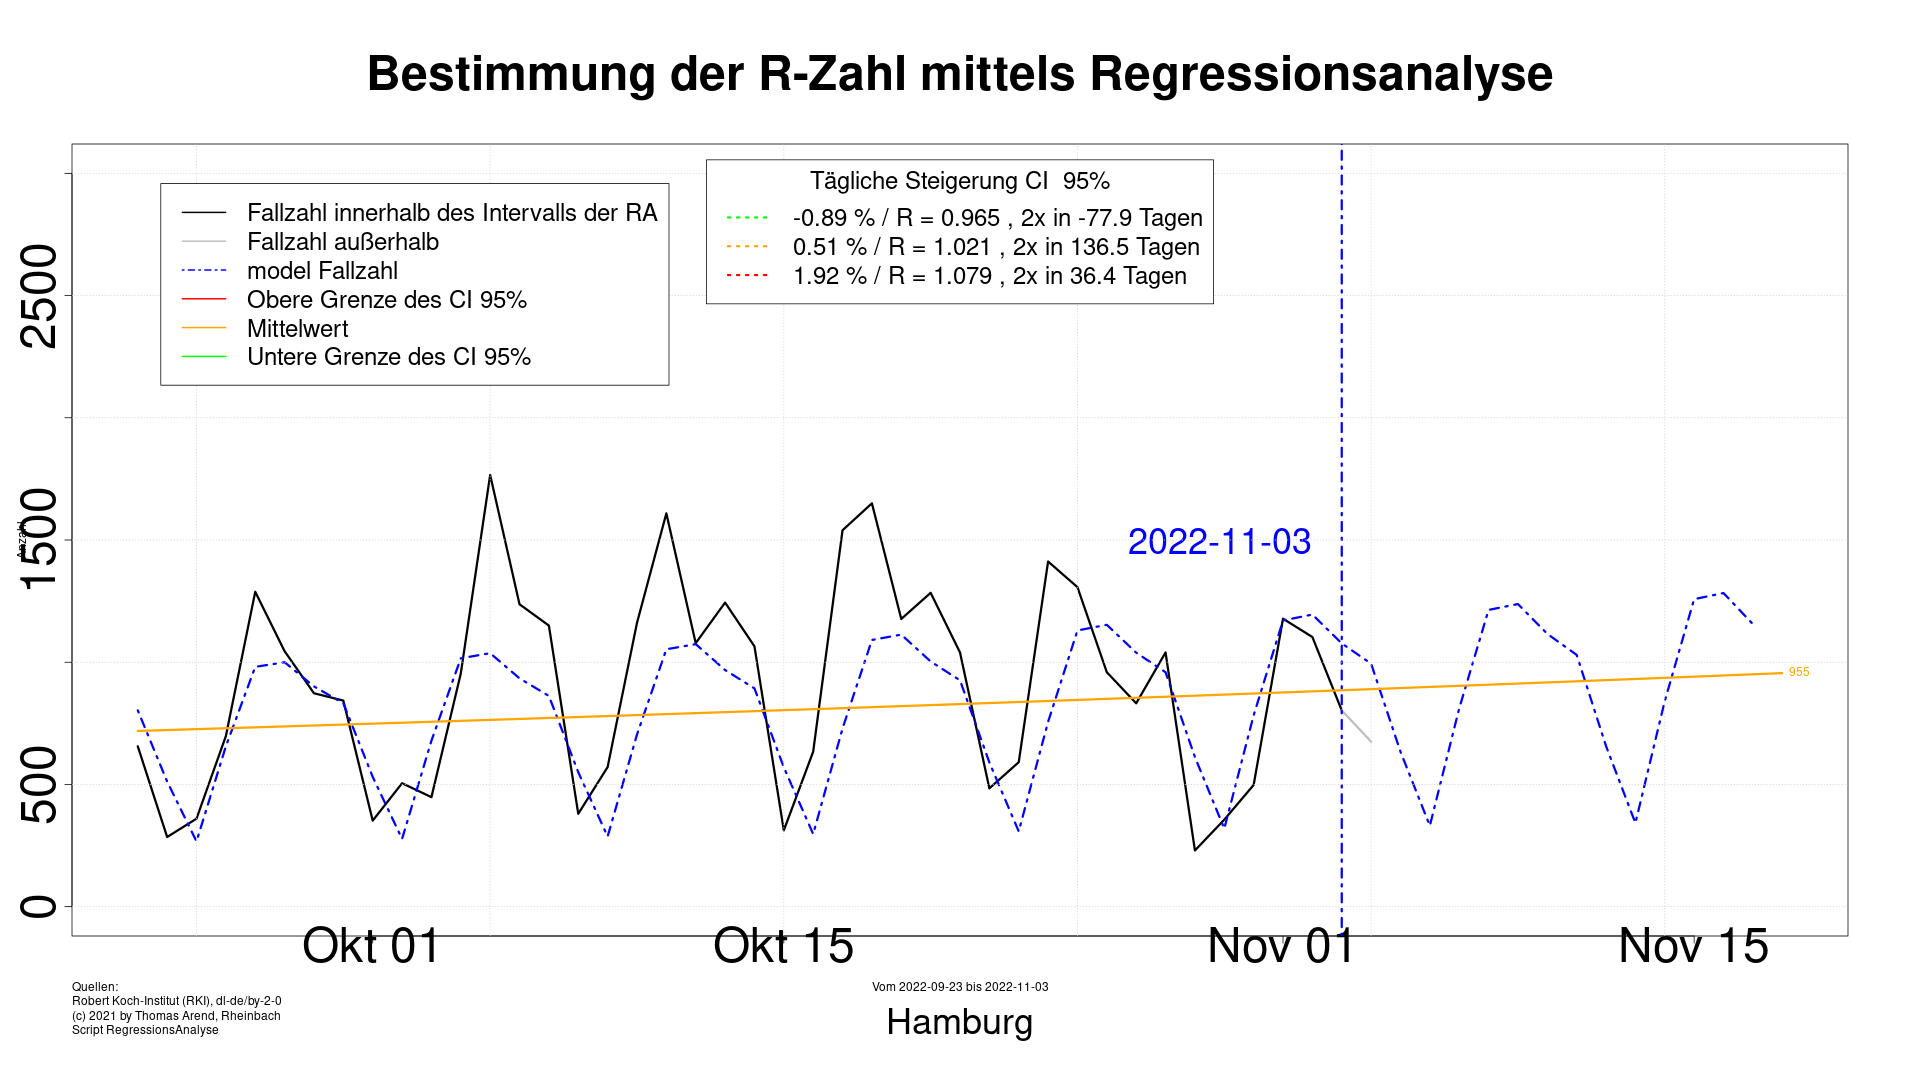 Bestimmung der R-Zahl mittels Regressionsanalyse
Fallzahl innerhalb des Intervalls der RA
Fallzahl außerhalb
model Fallzahl
Obere Grenze des CI 95%
Mittelwert
Untere Grenze des CI 95%
Tägliche Steigerung CI  95%
-0.89 % / R = 0.965 , 2x in -77.9 Tagen
0.51 % / R = 1.021 , 2x in 136.5 Tagen
1.92 % / R = 1.079 , 2x in 36.4 Tagen
2500
1500
500
0
Anzahl
2022-11-03
955
Okt 01
Okt 15
Nov 01
Nov 15
Quellen:
Robert Koch-Institut (RKI), dl-de/by-2-0
(c) 2021 by Thomas Arend, Rheinbach
Script RegressionsAnalyse
Vom 2022-09-23 bis 2022-11-03
Hamburg